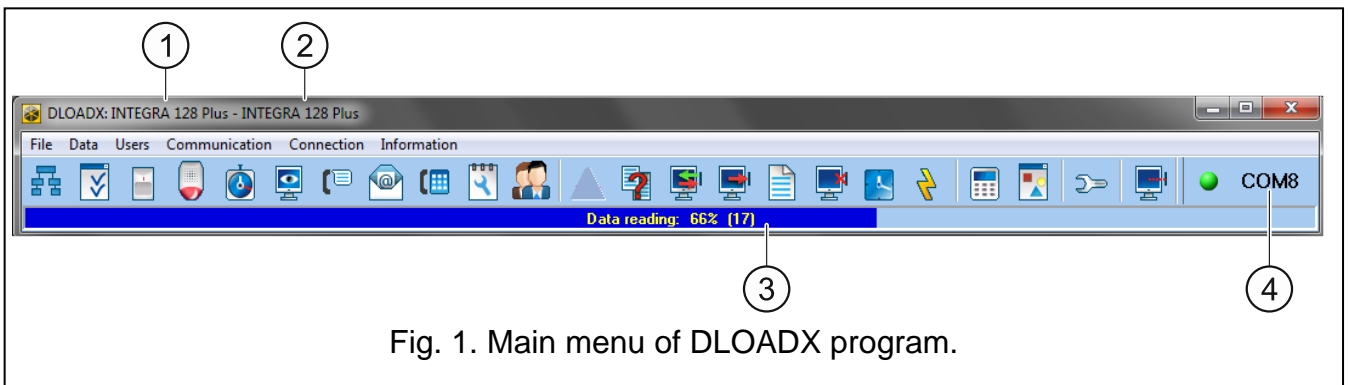 1 2
DLOADX: INTEGRA 128 Plus - INTEGRA 128 Plus
File Data Users Communication Connection Information
COM8
Data reading: 66% (17)
3 4
Fig. 1. Main menu of DLOADX program.